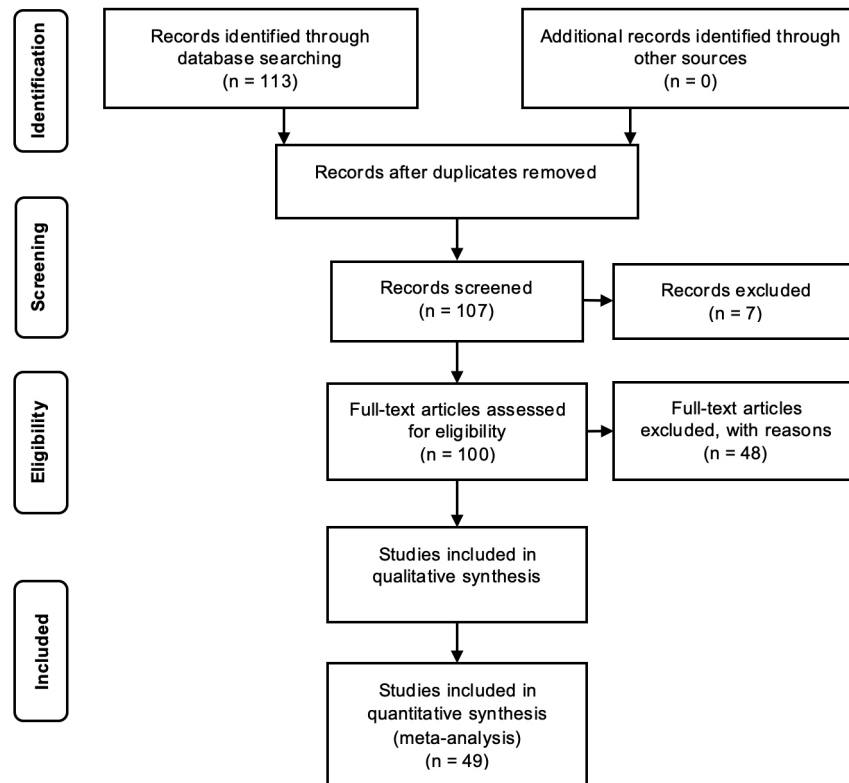 Identification
Records identified through
database searching
(n = 113)
Additional records identified through
other sources
(n = 0)
Records after duplicates removed
Screening
Records screened
(n = 107)
Records excluded
(n = 7)
Eligibility
Full-text articles assessed
for eligibility
(n = 100)
Full-text articles
excluded, with reasons
(n = 48)
Included
Studies included in
qualitative synthesis
Studies included in
quantitative synthesis
(meta-analysis)
(n = 49)